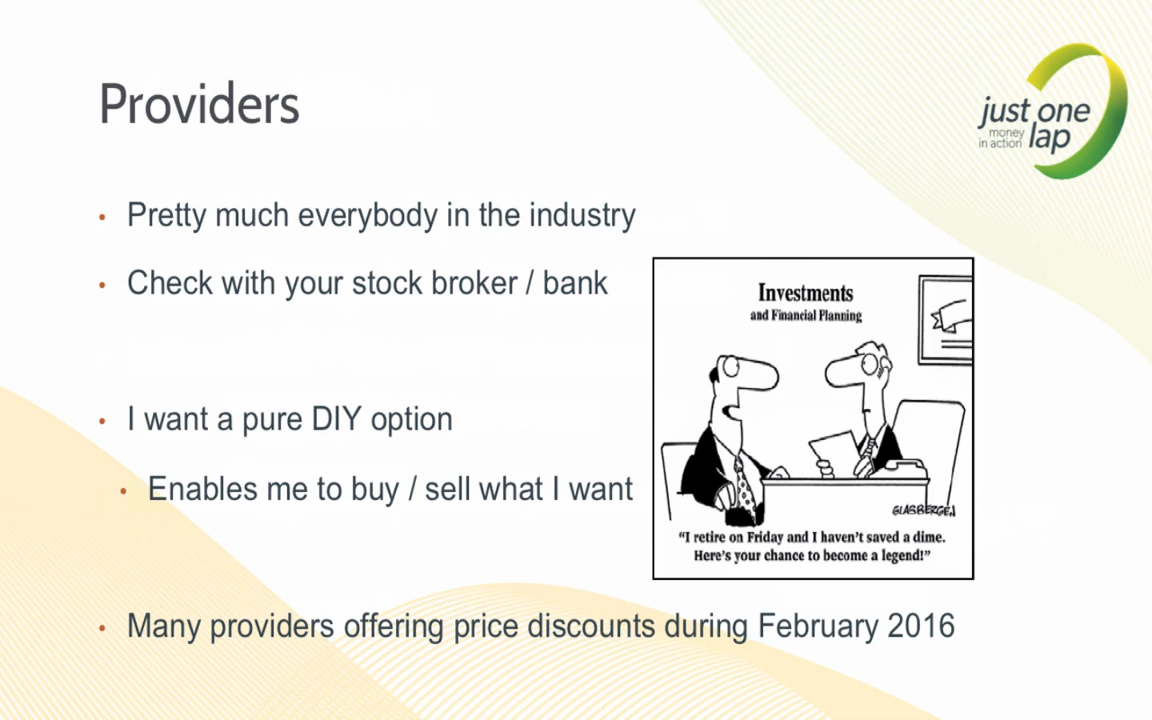 Providers
just one
money
in action lap
• Pretty much everybody in the industry
• Check with your stock broker / bank
• I want a pure DIY option
• Enables me to buy / sell what I want
Investments
and Financial Planning
GLASBERGEN
“I retire on Friday and I haven't saved a dime.
Here's your chance to become a legend!”
• Many providers offering price discounts during February 2016